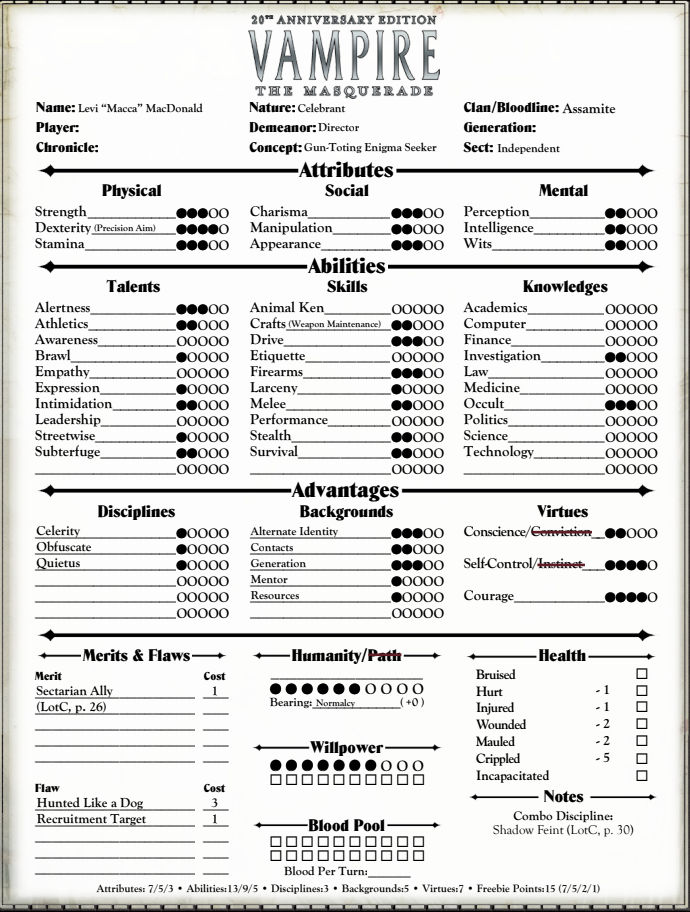 20TH ANNIVERSARY EDITION
VAMPIRE
THE MASQUERADE
Name: Levi “Macca” MacDonald Nature: Celebrant Clan/Bloodline: Assamite
Player: Demeanor: Director Generation:
Chronicle: Concept: Gun-Toting Enigma Seeker Sect: Independent
Attributes
Physical Social Mental
Strength Charisma Perception
Dexterity (Precision Aim) Manipulation Intelligence
Stamina Appearance Wits
Abilities
Talents Skills Knowledges
Alertness Animal Ken Academics
Athletics Crafts (Weapon Maintenance) Computer
Awareness Drive Finance
Brawl Etiquette Investigation
Empathy Firearms Law
Expression Larceny Medicine
Intimidation Melee Occult
Leadership Performance Politics
Streetwise Stealth Science
Subterfuge Survival Technology
Advantages
Disciplines Backgrounds Virtues
Celerity Alternate Identity Conscience/Conviction
Obfuscate Contacts
Quietus Generation Self-Control/Instinct
Mentor
Resources Courage
Merits & Flaws Humanity/Path Health
Merit Cost Bruised
Sectarian Ally 1 Hurt - 1
(LotC, p. 26) Bearing: Normalcy (+0) Injured - 1
Wounded - 2
Willpower Mauled - 2
Crippled - 5
Flaw Cost Incapacitated
Hunted Like a Dog 3 Notes
Recruitment Target 1 Combo Discipline:
Blood Pool Shadow Feint (LotC, p. 30)
Blood Per Turn:
Attributes: 7/5/3 • Abilities:13/9/5 • Disciplines:3 • Backgrounds:5 • Virtues:7 • Freebie Points:15 (7/5/2/1)